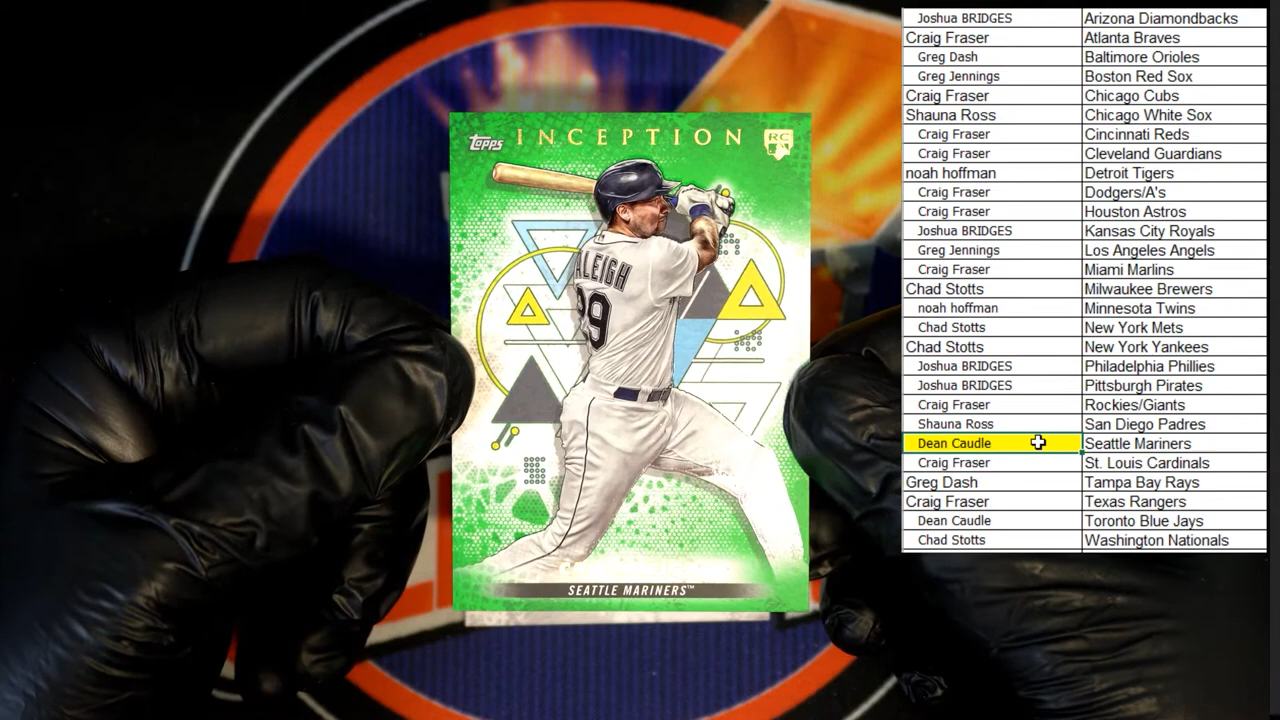 TOPPS INCEPTION RC
ALEIGH
29
SEATTLE MARINERS™
Joshua BRIDGES Arizona Diamondbacks
Craig Fraser Atlanta Braves
Greg Dash Baltimore Orioles
Greg Jennings Boston Red Sox
Craig Fraser Chicago Cubs
Shauna Ross Chicago White Sox
Craig Fraser Cincinnati Reds
Craig Fraser Cleveland Guardians
noah hoffman Detroit Tigers
Craig Fraser Dodgers/A's
Craig Fraser Houston Astros
Joshua BRIDGES Kansas City Royals
Greg Jennings Los Angeles Angels
Craig Fraser Miami Marlins
Chad Stotts Milwaukee Brewers
noah hoffman Minnesota Twins
Chad Stotts New York Mets
Chad Stotts New York Yankees
Joshua BRIDGES Philadelphia Phillies
Joshua BRIDGES Pittsburgh Pirates
Craig Fraser Rockies/Giants
Shauna Ross San Diego Padres
Dean Caudle Seattle Mariners
Craig Fraser St. Louis Cardinals
Greg Dash Tampa Bay Rays
Craig Fraser Texas Rangers
Dean Caudle Toronto Blue Jays
Chad Stotts Washington Nationals